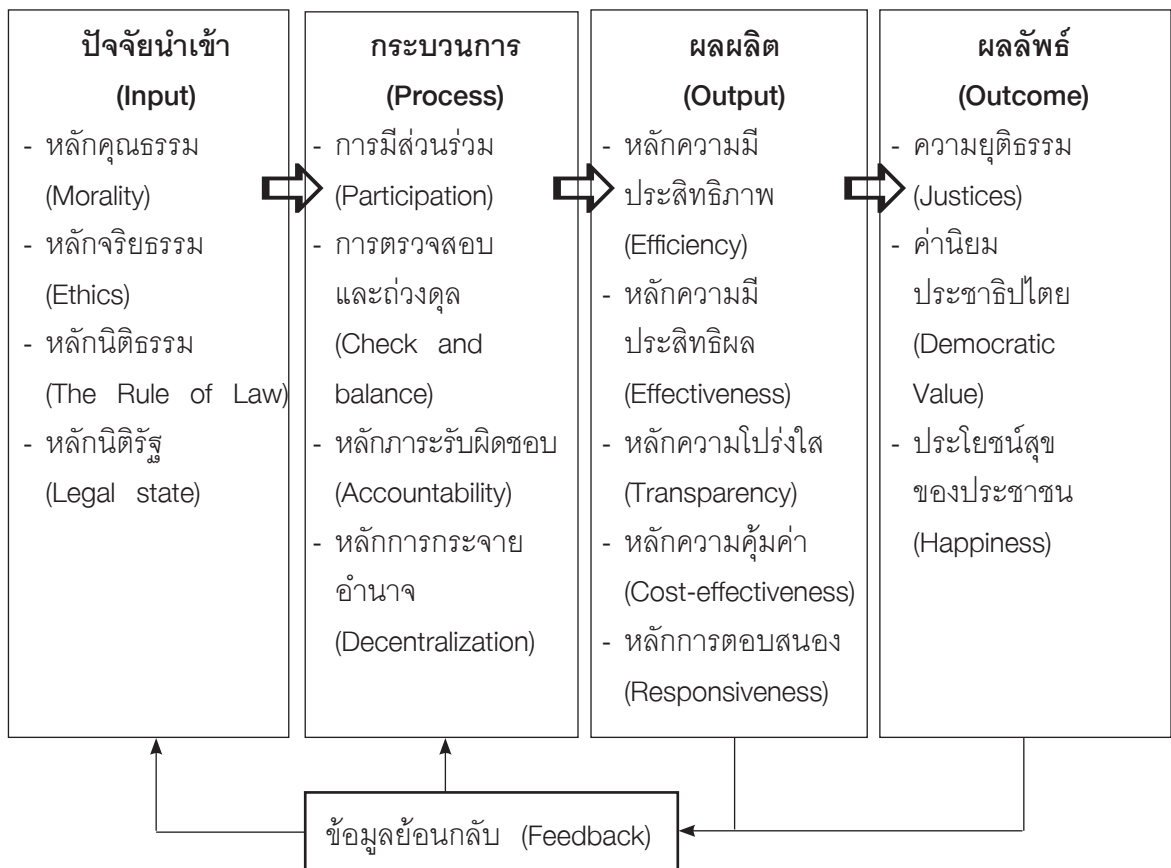 ปัจจัยนำเข้า
(Input)
- หลักคุณธรรม
(Morality)
- หลักจริยธรรม
(Ethics)
- หลักนิติธรรม
(The Rule of Law)
- หลักนิติรัฐ
(Legal state)
กระบวนการ
(Process)
- การมีส่วนร่วม
(Participation)
- การตรวจสอบ
และถ่วงดุล
(Check and
balance)
- หลักภาระรับผิดชอบ
(Accountability)
- หลักการกระจาย
อำนาจ
(Decentralization)
ผลผลิต
(Output)
- หลักความมี
ประสิทธิภาพ
(Efficiency)
- หลักความมี
ประสิทธิผล
(Effectiveness)
- หลักความโปร่งใส
(Transparency)
- หลักความคุ้มค่า
(Cost-effectiveness)
- หลักการตอบสนอง
(Responsiveness)
ผลลัพธ์
(Outcome)
- ความยุติธรรม
(Justices)
- ค่านิยม
ประชาธิปไตย
(Democratic
Value)
- ประโยชน์สุข
ของประชาชน
(Happiness)
ข้อมูลย้อนกลับ (Feedback)